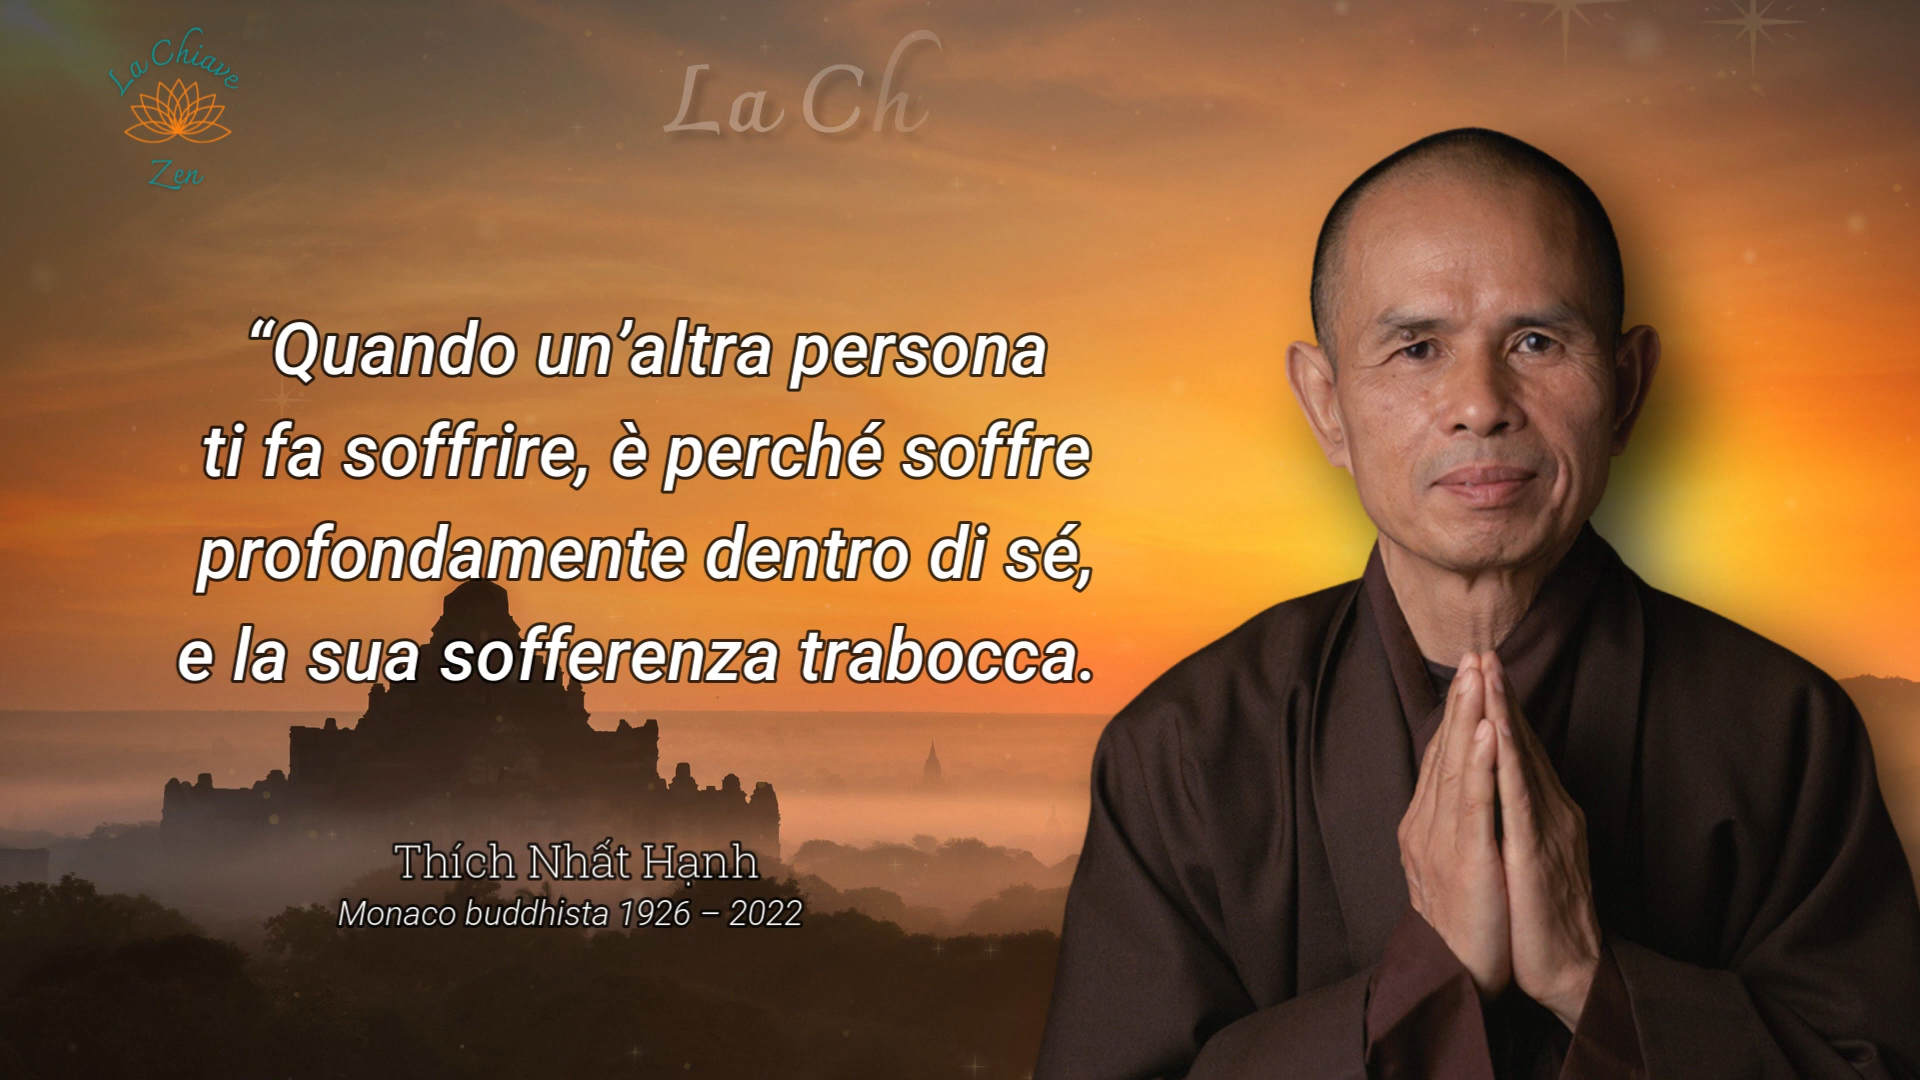 La Chiave
Zen
La Ch
“Quando un’altra persona
ti fa soffrire, è perché soffre
profondamente dentro di sé,
e la sua sofferenza trabocca.
Thích Nhất Hạnh
Monaco buddhista 1926 – 2022